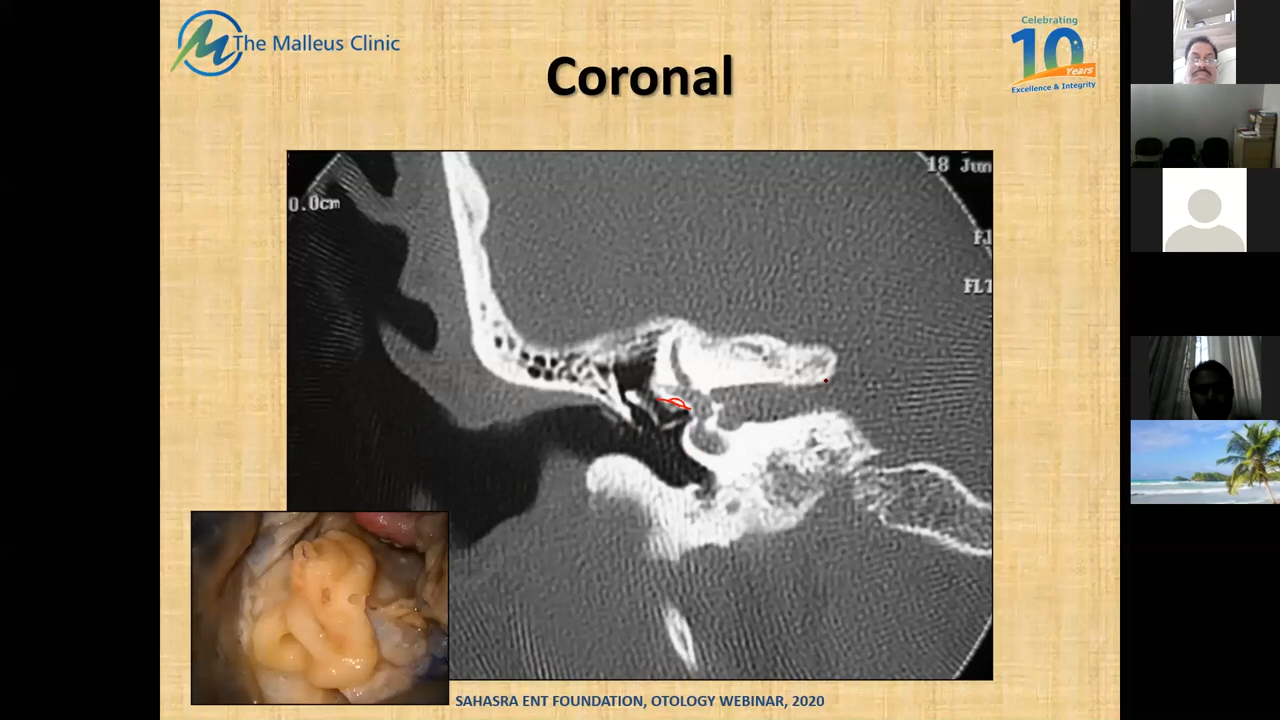 The Malleus Clinic
Coronal
Celebrating
10
Years
Excellence & Integrity
18 Jun
0.0cm
FLT
SAHASRA ENT FOUNDATION, OTOLOGY WEBINAR, 2020